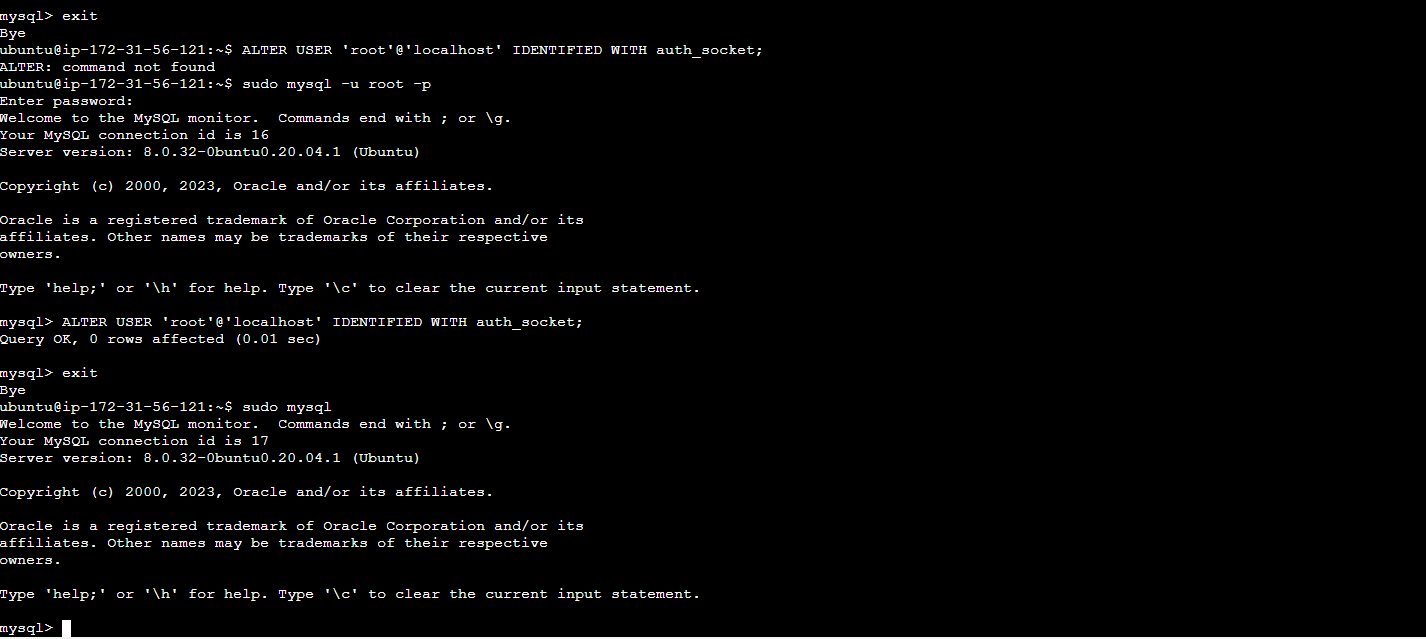 mysql> exit
Bye
ubuntu@ip-172-31-56-121:~$ ALTER USER 'root'@'localhost' IDENTIFIED WITH auth_socket;
ALTER: command not found
ubuntu@ip-172-31-56-121:~$ sudo mysql -u root -p
Enter password:
Welcome to the MySQL monitor.  Commands end with ; or \g.
Your MySQL connection id is 16
Server version: 8.0.32-0buntu0.20.04.1 (Ubuntu)
Copyright (c) 2000, 2023, Oracle and/or its affiliates.
Oracle is a registered trademark of Oracle Corporation and/or its
affiliates. Other names may be trademarks of their respective
owners.
Type 'help;' or '\h' for help. Type '\c' to clear the current input statement.
mysql> ALTER USER 'root'@'localhost' IDENTIFIED WITH auth_socket;
Query OK, 0 rows affected (0.01 sec)
mysql> exit
Bye
ubuntu@ip-172-31-56-121:~$ sudo mysql
Welcome to the MySQL monitor.  Commands end with ; or \g.
Your MySQL connection id is 17
Server version: 8.0.32-0buntu0.20.04.1 (Ubuntu)
Copyright (c) 2000, 2023, Oracle and/or its affiliates.
Oracle is a registered trademark of Oracle Corporation and/or its
affiliates. Other names may be trademarks of their respective
owners.
Type 'help;' or '\h' for help. Type '\c' to clear the current input statement.
mysql>